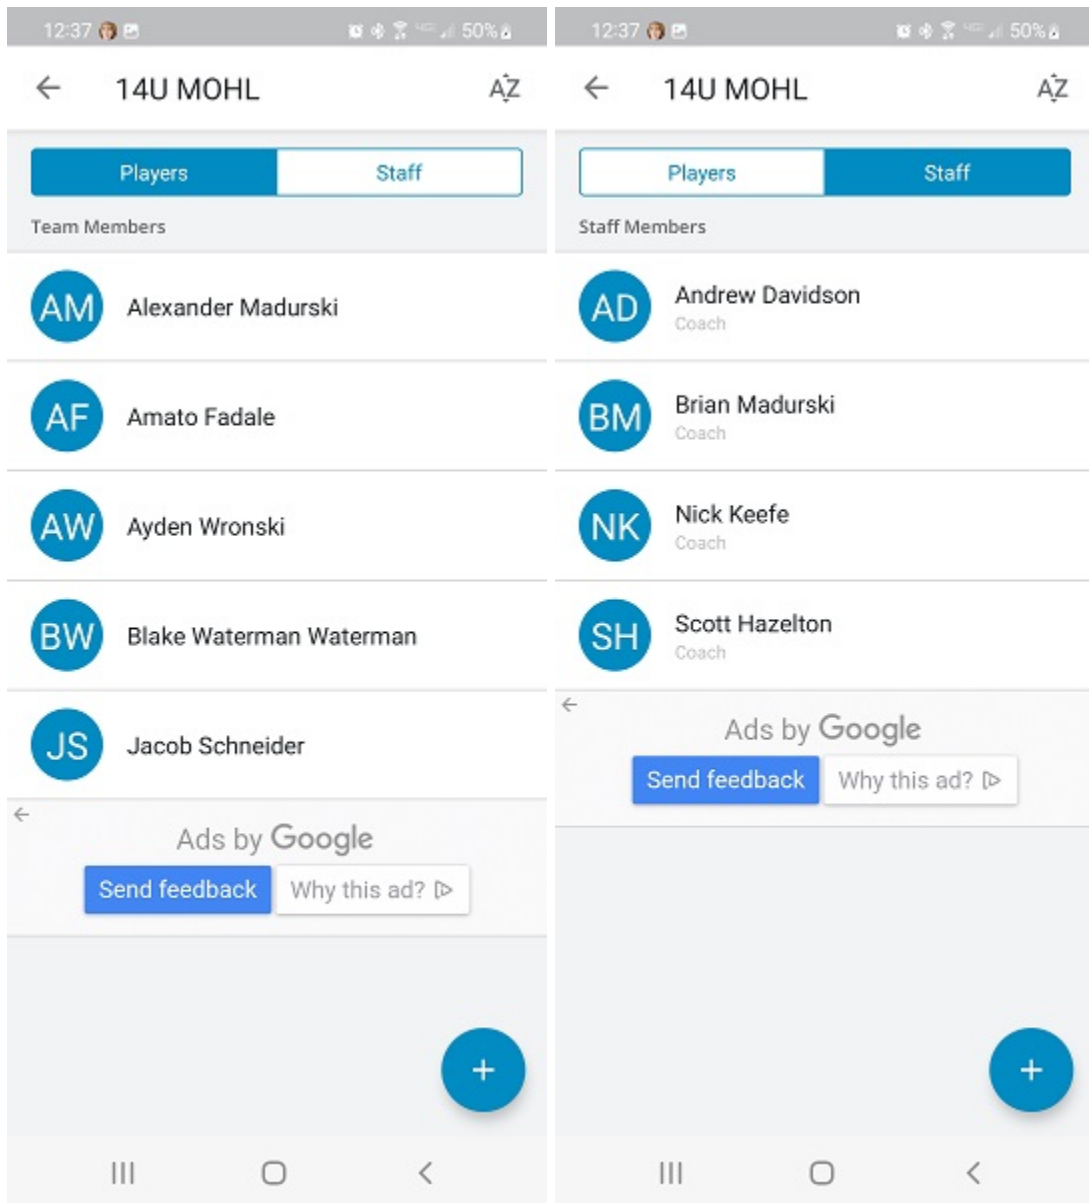 12:37
50%
14U MOHL
AZ
Players
Staff
Team Members
AM
Alexander Madurski
AF
Amato Fadale
AW
Ayden Wronski
BW
Blake Waterman Waterman
JS
Jacob Schneider
Ads by Google
Send feedback
Why this ad?
12:37
50%
14U MOHL
AZ
Players
Staff
Staff Members
AD
Andrew Davidson
Coach
BM
Brian Madurski
Coach
NK
Nick Keefe
Coach
SH
Scott Hazelton
Coach
Ads by Google
Send feedback
Why this ad?